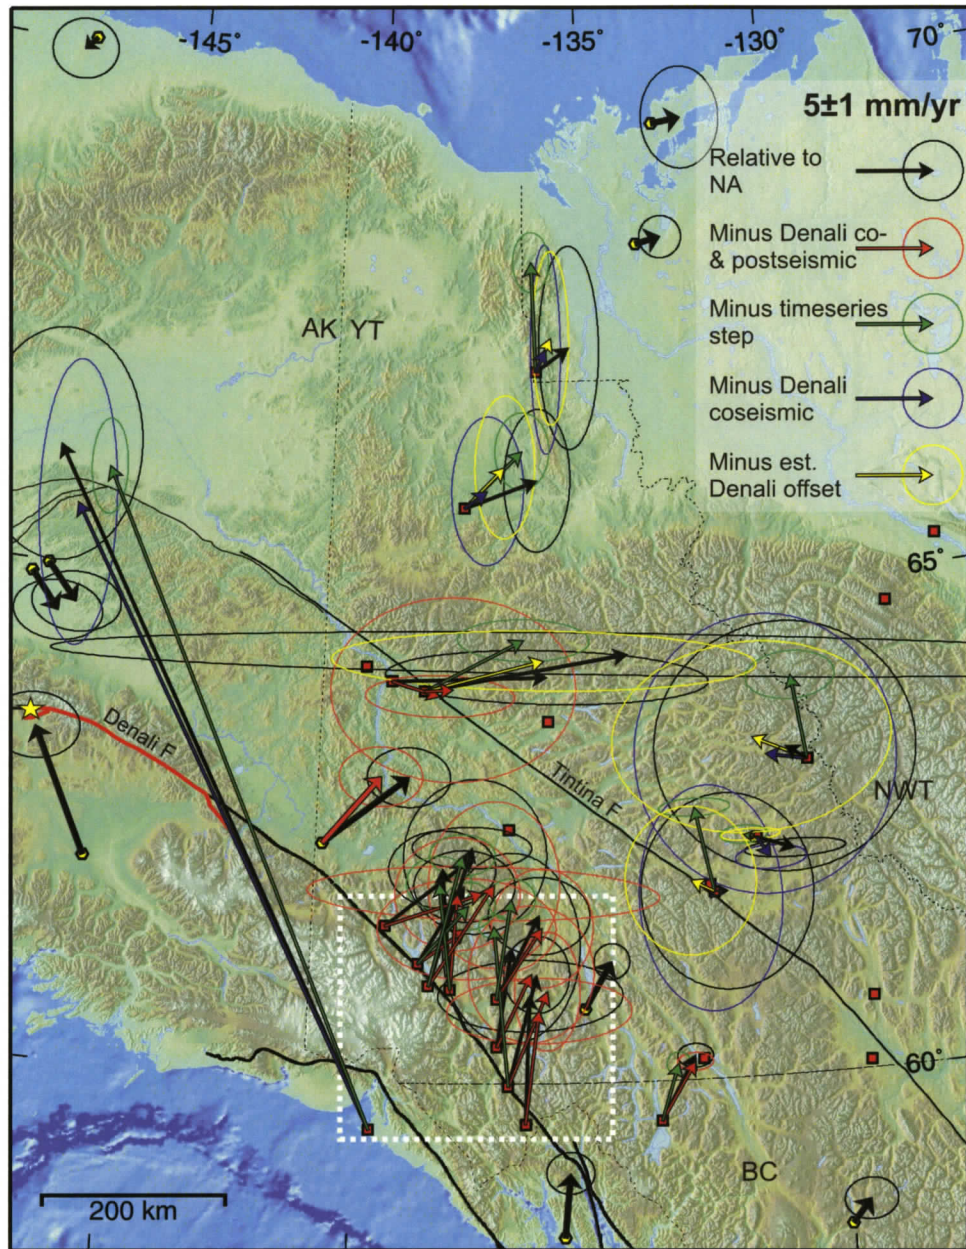 -145
-140
-135
-130
70°
5±1 mm/yr
Relative to
NA
Minus Denali co-
& postseismic
Minus timeseries
step
Minus Denali
coseismic
Minus est.
Denali offset
AK YT
65°
Denali F
Tintina F
NWT
60°
BC
200 km